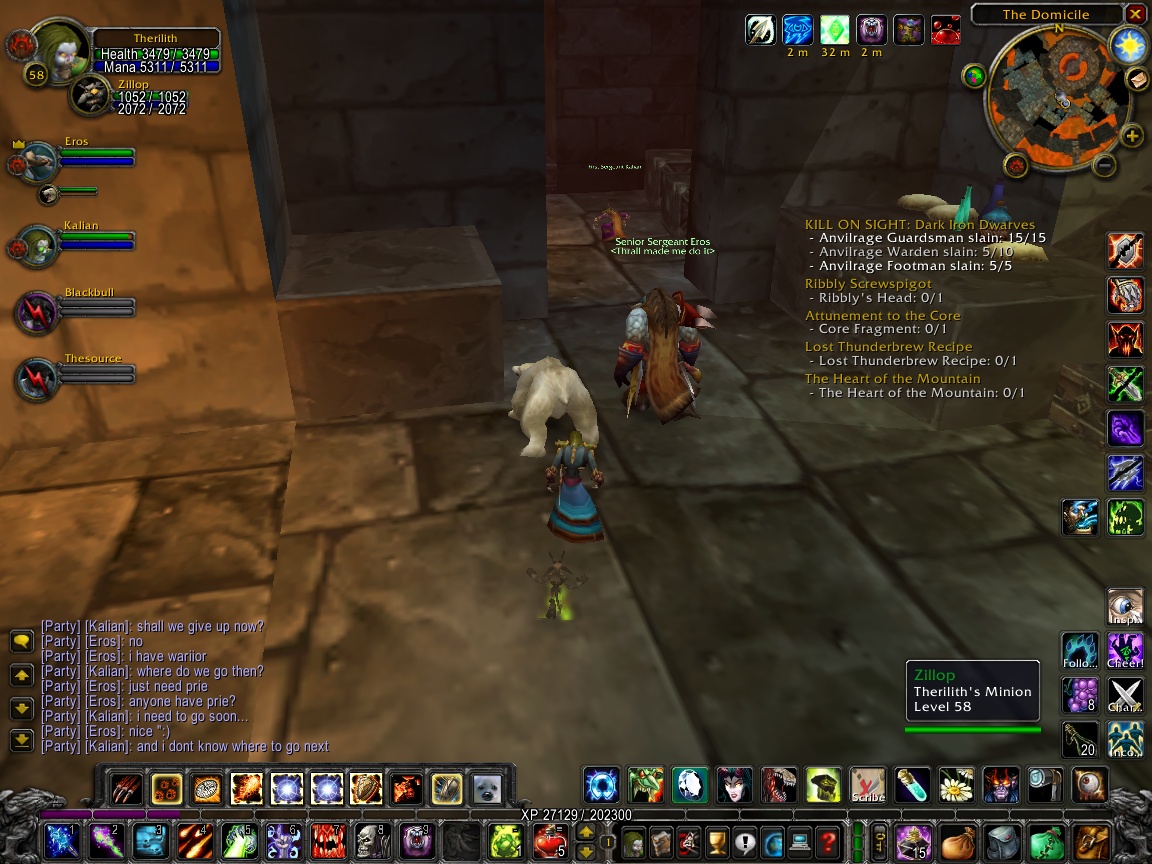 Therilith
Health 3479 / 3479
Mana 5311 / 5311
58
Zillop
1052 / 1052
2072 / 2072
Eros
Kalian
Blackbull
Thesource
2 m
32 m
2 m
The Domicile
N
First Sergeant Kalian
Senior Sergeant Eros
<Thrall made me do it>
KILL ON SIGHT: Dark Iron Dwarves
- Anvilrage Guardsman slain: 15/15
- Anvilrage Warden slain: 5/10
- Anvilrage Footman slain: 5/5
Ribbly Screwspigot
- Ribbly's Head: 0/1
Attunement to the Core
- Core Fragment: 0/1
Lost Thunderbrew Recipe
- Lost Thunderbrew Recipe: 0/1
The Heart of the Mountain
- The Heart of the Mountain: 0/1
[Party] [Kalian]: shall we give up now?
[Party] [Eros]: no
[Party] [Eros]: i have wariior
[Party] [Kalian]: where do we go then?
[Party] [Eros]: just need prie
[Party] [Eros]: anyone have prie?
[Party] [Kalian]: i need to go soon...
[Party] [Eros]: nice ":)
[Party] [Kalian]: and i dont know where to go next
Zillop
Therilith's Minion
Level 58
Follo...
Cheer!
8
20
Scribe
XP 27129 / 202300
1
2
3
4
5
6
7
8
9
5
1
15